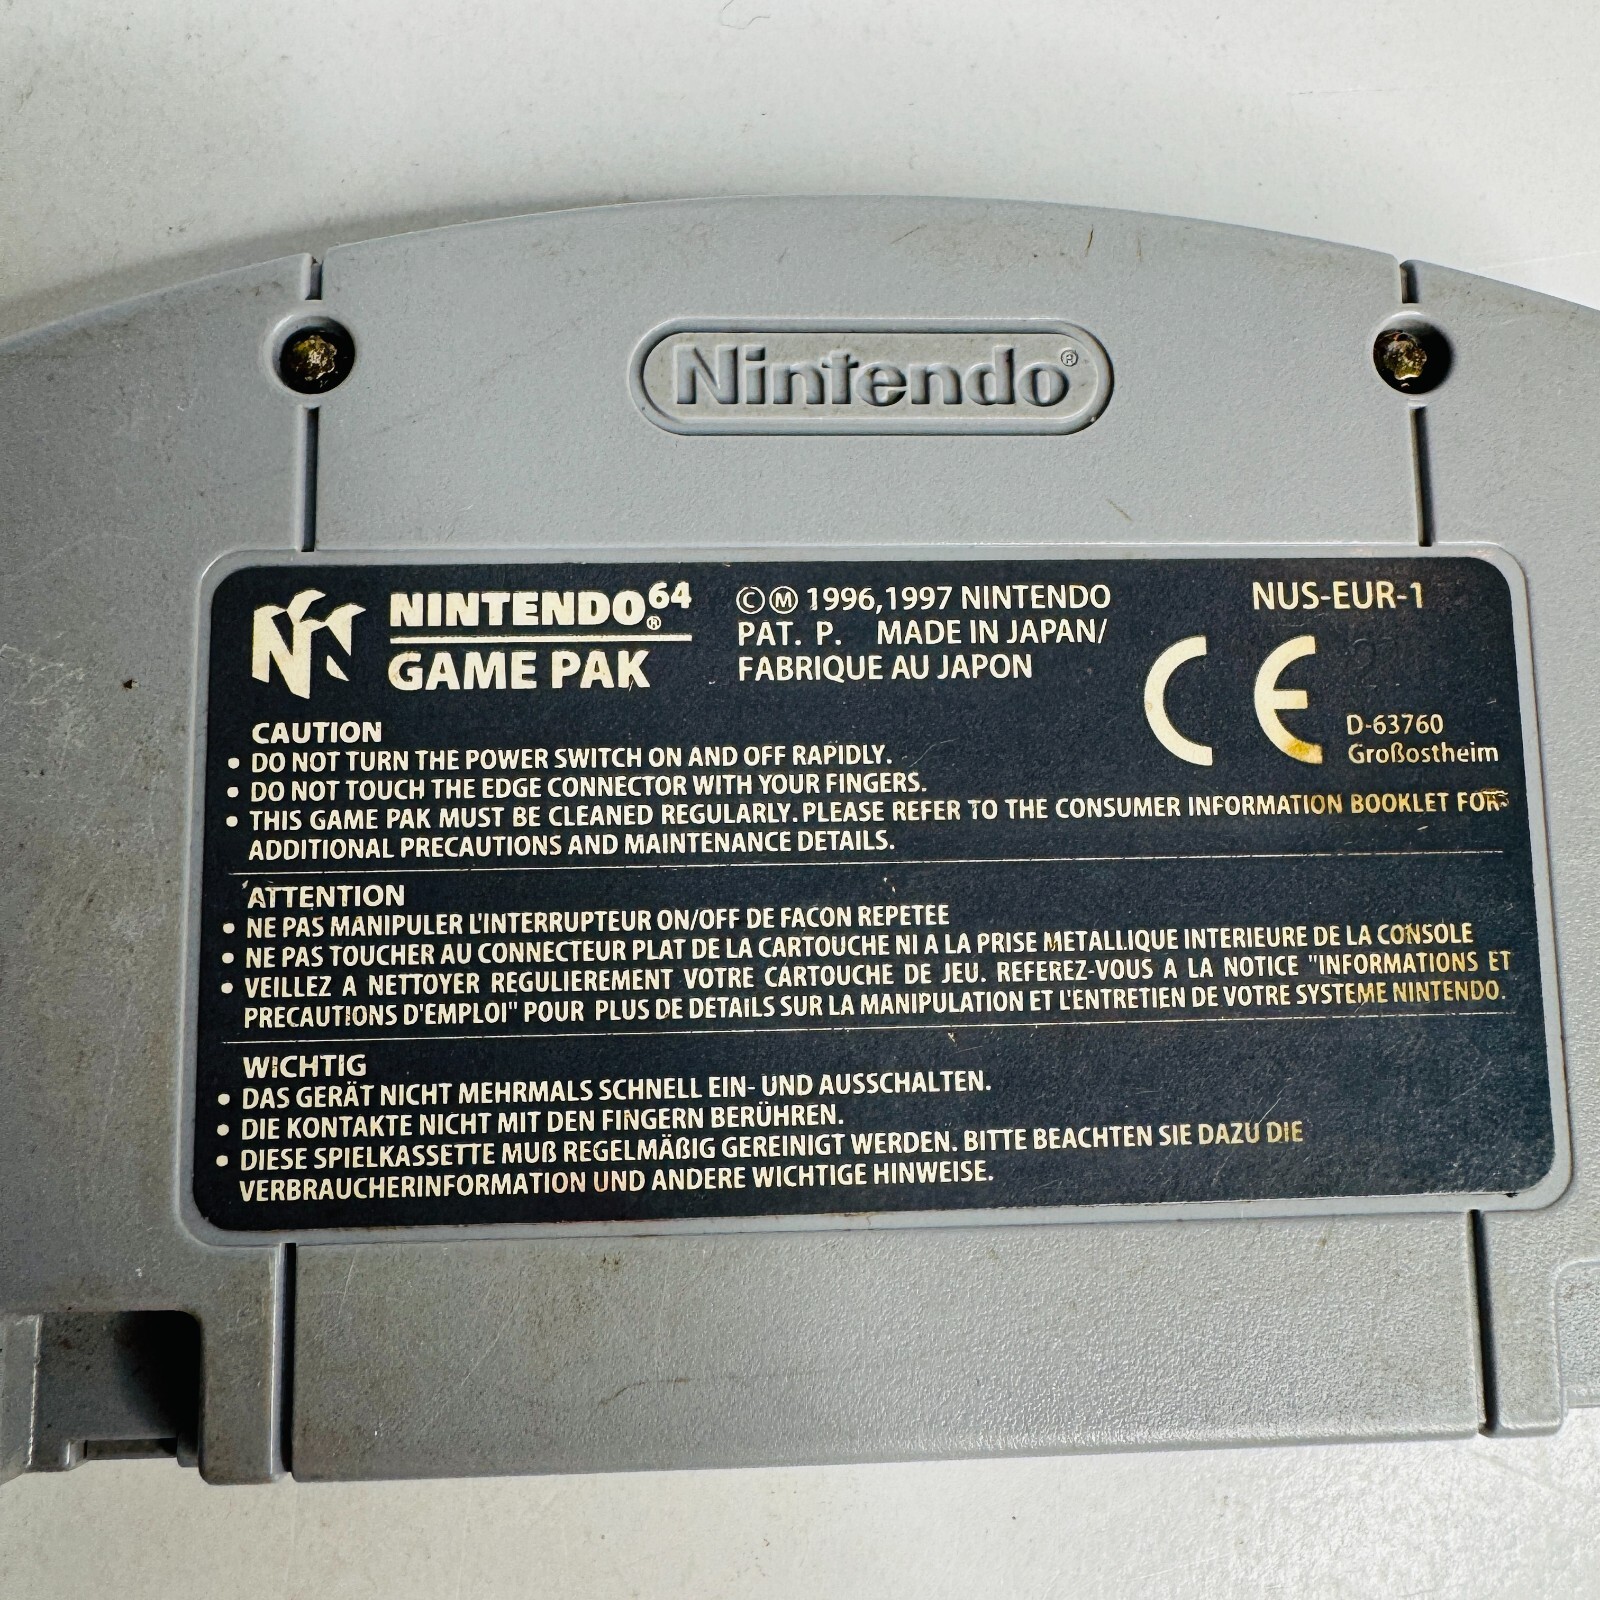 Nintendo®
NINTENDO®64
GAME PAK
©Ⓜ 1996,1997 NINTENDO
PAT. P. MADE IN JAPAN/
FABRIQUE AU JAPON
NUS-EUR-1
CE
D-63760
Großostheim
CAUTION
• DO NOT TURN THE POWER SWITCH ON AND OFF RAPIDLY.
• DO NOT TOUCH THE EDGE CONNECTOR WITH YOUR FINGERS.
• THIS GAME PAK MUST BE CLEANED REGULARLY. PLEASE REFER TO THE CONSUMER INFORMATION BOOKLET FOR
ADDITIONAL PRECAUTIONS AND MAINTENANCE DETAILS.
ATTENTION
• NE PAS MANIPULER L'INTERRUPTEUR ON/OFF DE FACON REPETEE
• NE PAS TOUCHER AU CONNECTEUR PLAT DE LA CARTOUCHE NI A LA PRISE METALLIQUE INTERIEURE DE LA CONSOLE
• VEILLEZ A NETTOYER REGULIEREMENT VOTRE CARTOUCHE DE JEU. REFEREZ-VOUS A LA NOTICE "INFORMATIONS ET
PRECAUTIONS D'EMPLOI" POUR PLUS DE DETAILS SUR LA MANIPULATION ET L'ENTRETIEN DE VOTRE SYSTEME NINTENDO.
WICHTIG
• DAS GERÄT NICHT MEHRMALS SCHNELL EIN- UND AUSSCHALTEN.
• DIE KONTAKTE NICHT MIT DEN FINGERN BERÜHREN.
• DIESE SPIELKASSETTE MUß REGELMÄßIG GEREINIGT WERDEN. BITTE BEACHTEN SIE DAZU DIE
VERBRAUCHERINFORMATION UND ANDERE WICHTIGE HINWEISE.